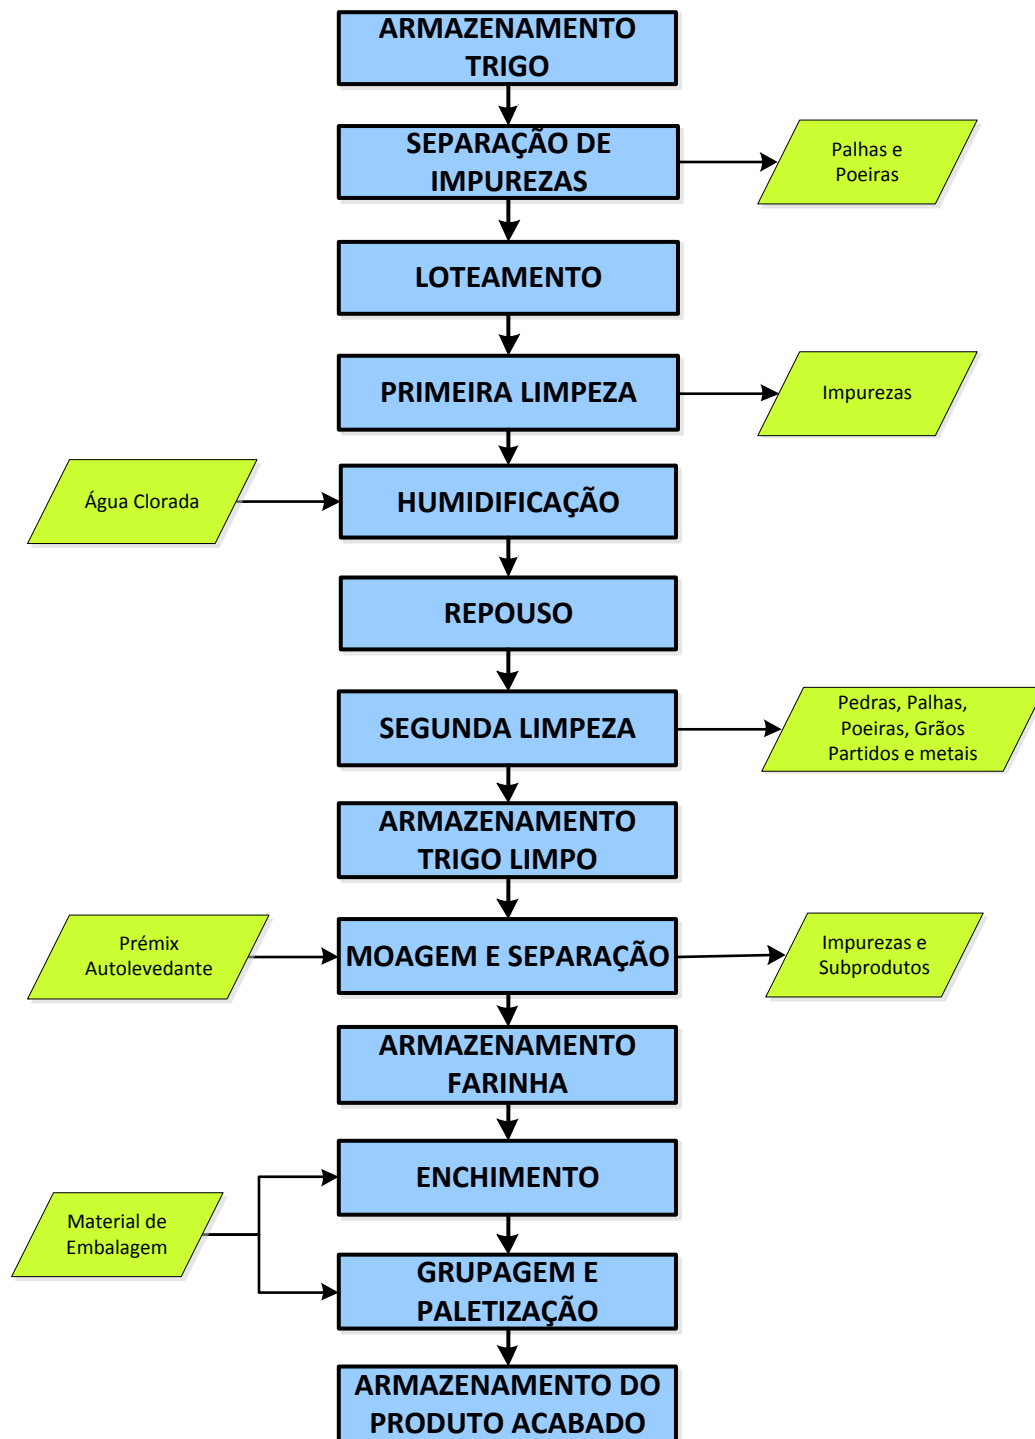 ARMAZENAMENTO
TRIGO
SEPARAÇÃO DE
IMPUREZAS
Palhas e
Poeiras
LOTEAMENTO
PRIMEIRA LIMPEZA
Impurezas
Água Clorada
HUMIDIFICAÇÃO
REPOUSO
SEGUNDA LIMPEZA
Pedras, Palhas,
Poeiras, Grãos
Partidos e metais
ARMAZENAMENTO
TRIGO LIMPO
Prémix
Autolevedante
MOAGEM E SEPARAÇÃO
Impurezas e
Subprodutos
ARMAZENAMENTO
FARINHA
ENCHIMENTO
Material de
Embalagem
GRUPAGEM E
PALETIZAÇÃO
ARMAZENAMENTO DO
PRODUTO ACABADO